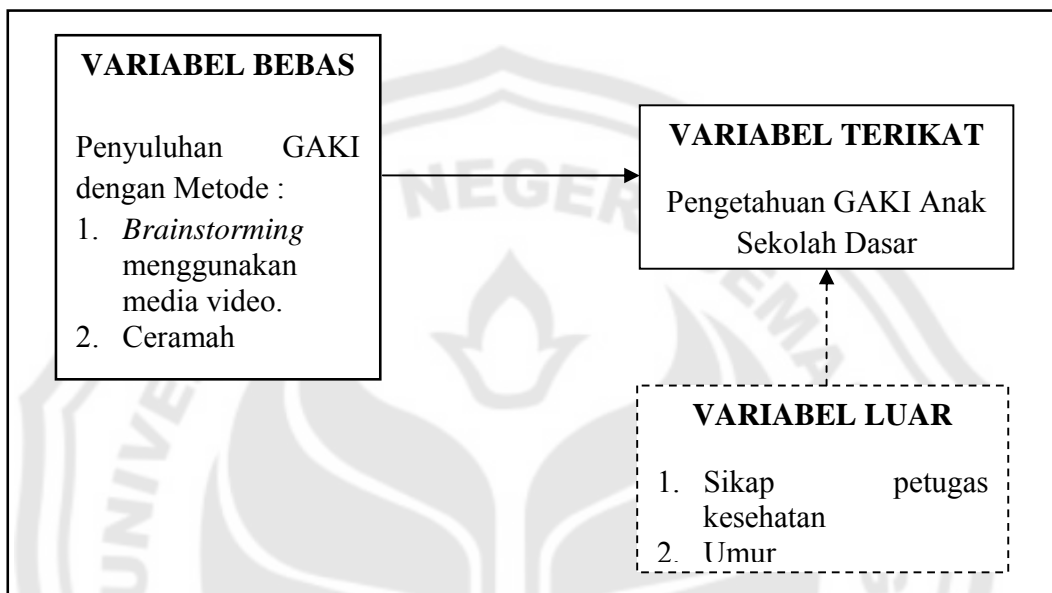 VARIABEL BEBAS
Penyuluhan GAKI
dengan Metode :
1. Brainstorming
menggunakan
media video.
2. Ceramah
VARIABEL TERIKAT
Pengetahuan GAKI Anak
Sekolah Dasar
VARIABEL LUAR
1. Sikap petugas
kesehatan
2. Umur